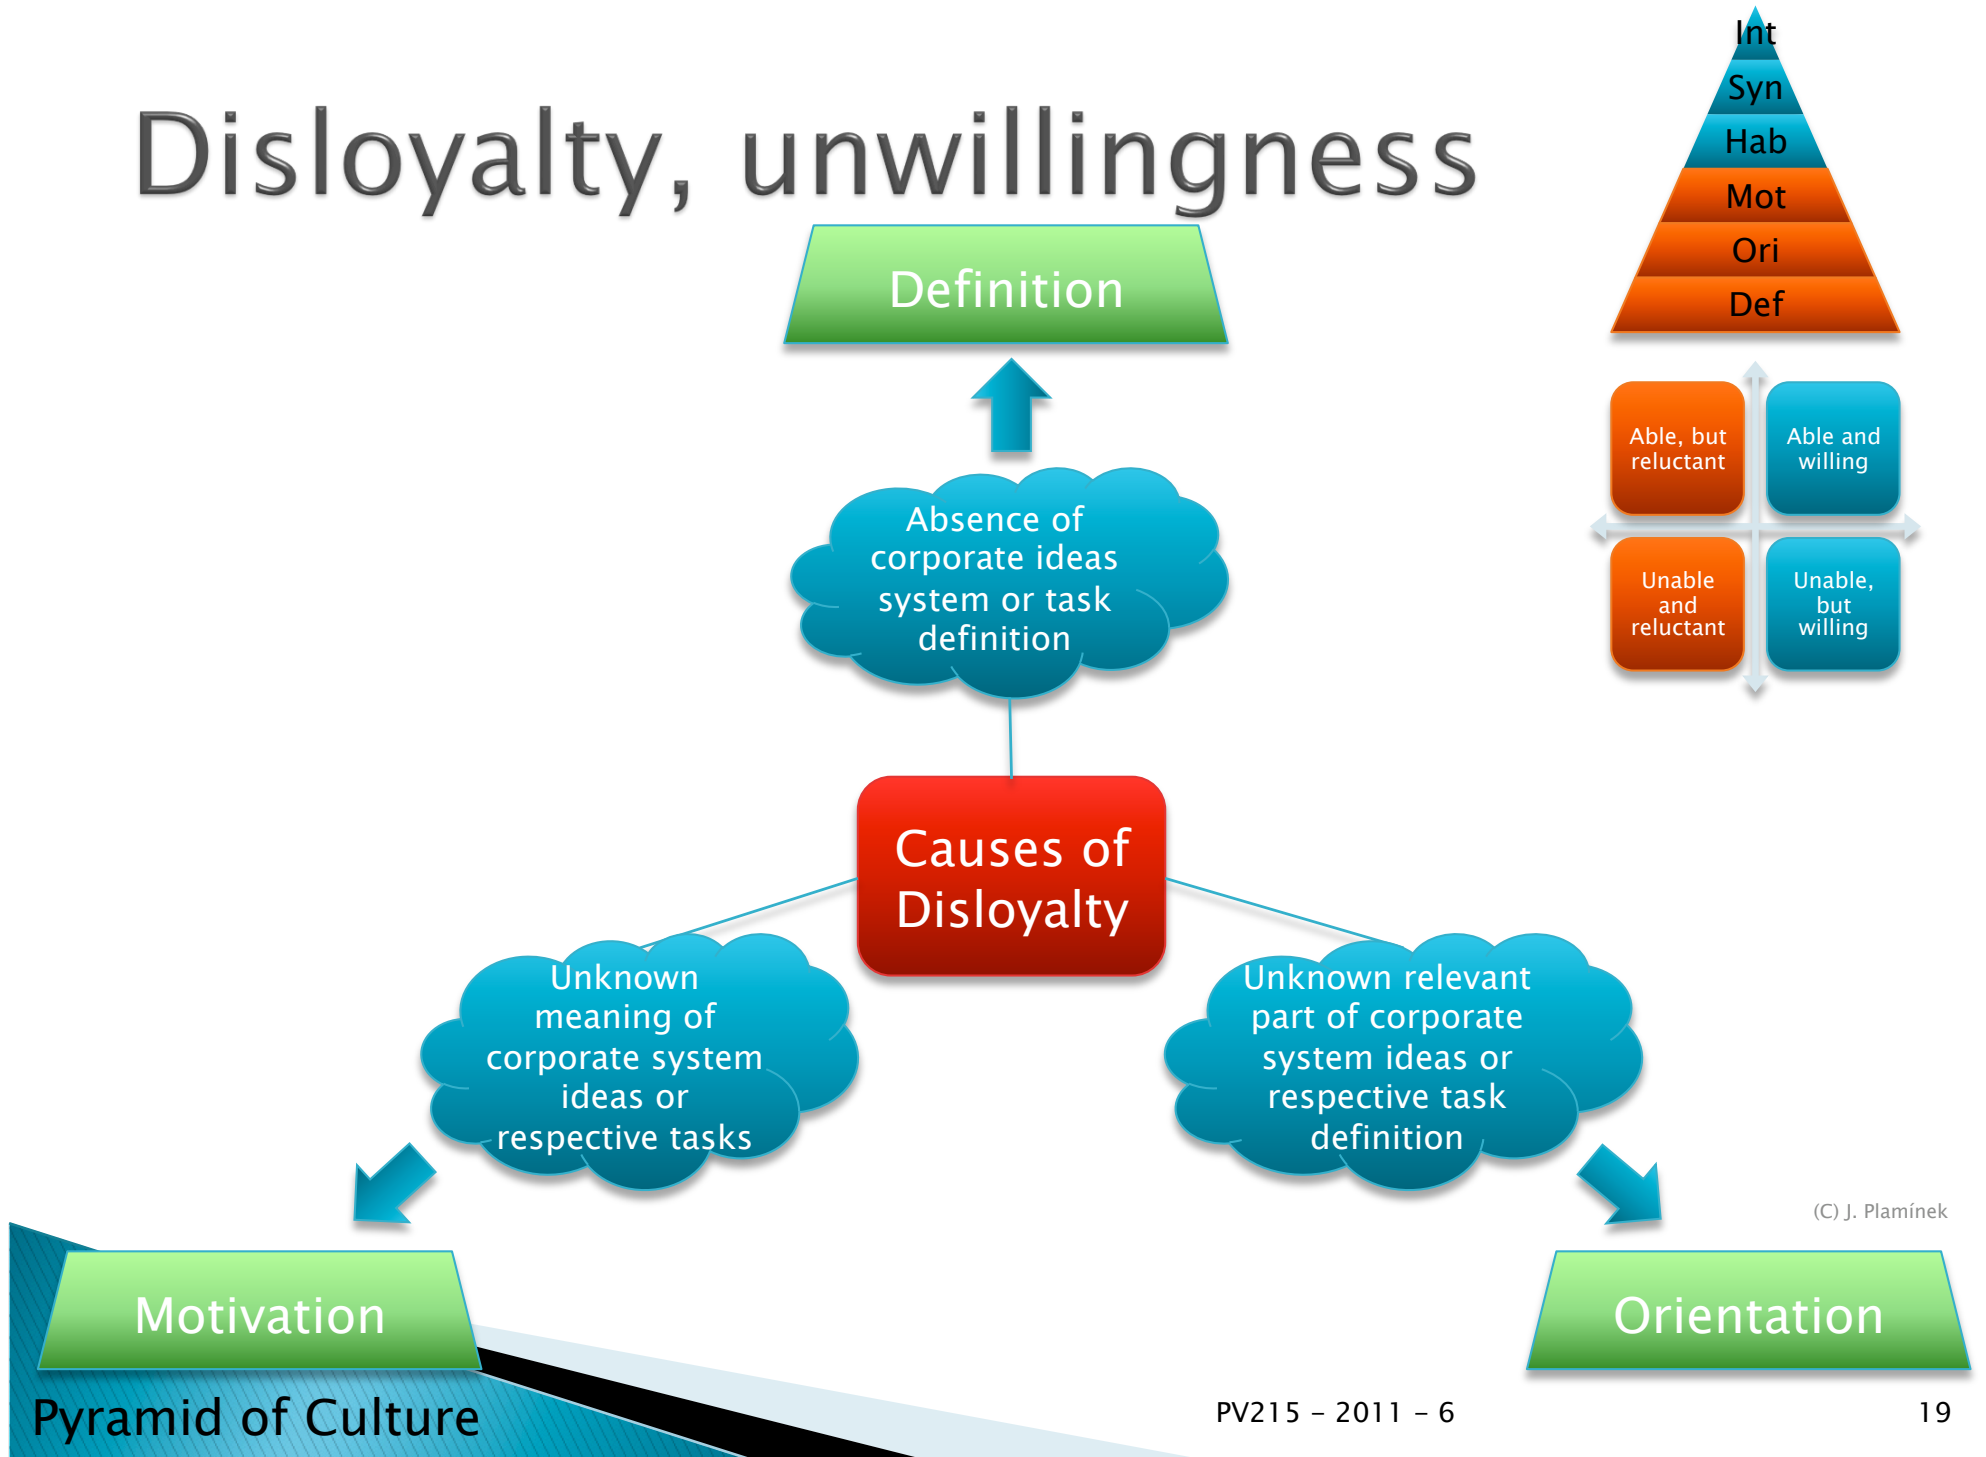 Disloyalty, unwillingness
Int
Syn
Hab
Mot
Ori
Def
Definition
Able, but
reluctant
Able and
willing
Unable
and
reluctant
Unable,
but
willing
Absence of
corporate ideas
system or task
definition
Causes of
Disloyalty
Unknown
meaning of
corporate system
ideas or
respective tasks
Unknown relevant
part of corporate
system ideas or
respective task
definition
(C) J. Plamínek
Motivation
Orientation
Pyramid of Culture
PV215 - 2011 - 6
19